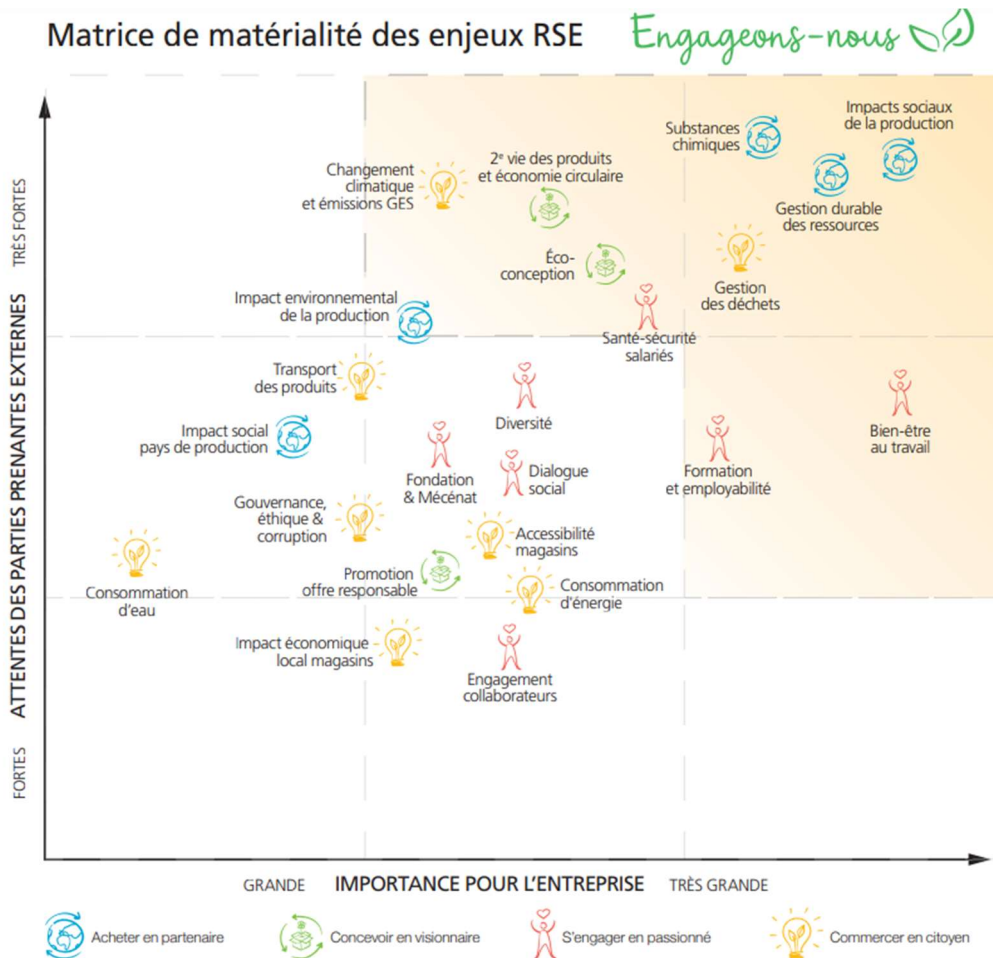 Matrice de matérialité des enjeux RSE
Engageons-nous
ATTENTES DES PARTIES PRENANTES EXTERNES
TRÈS FORTES
FORTES
Impacts sociaux
de la production
Substances
chimiques
2e vie des produits
et économie circulaire
Changement
climatique
et émissions GES
Gestion durable
des ressources
Éco-
conception
Gestion
des déchets
Impact environnemental
de la production
Santé-sécurité
salariés
Transport
des produits
Diversité
Impact social
pays de production
Bien-être
au travail
Fondation
& Mécénat
Dialogue
social
Formation
et employabilité
Gouvernance,
éthique &
corruption
Accessibilité
magasins
Promotion
offre responsable
Consommation
d'énergie
Consommation
d'eau
Impact économique
local magasins
Engagement
collaborateurs
GRANDE
IMPORTANCE POUR L'ENTREPRISE
TRÈS GRANDE
Acheter en partenaire
Concevoir en visionnaire
S'engager en passionné
Commercer en citoyen